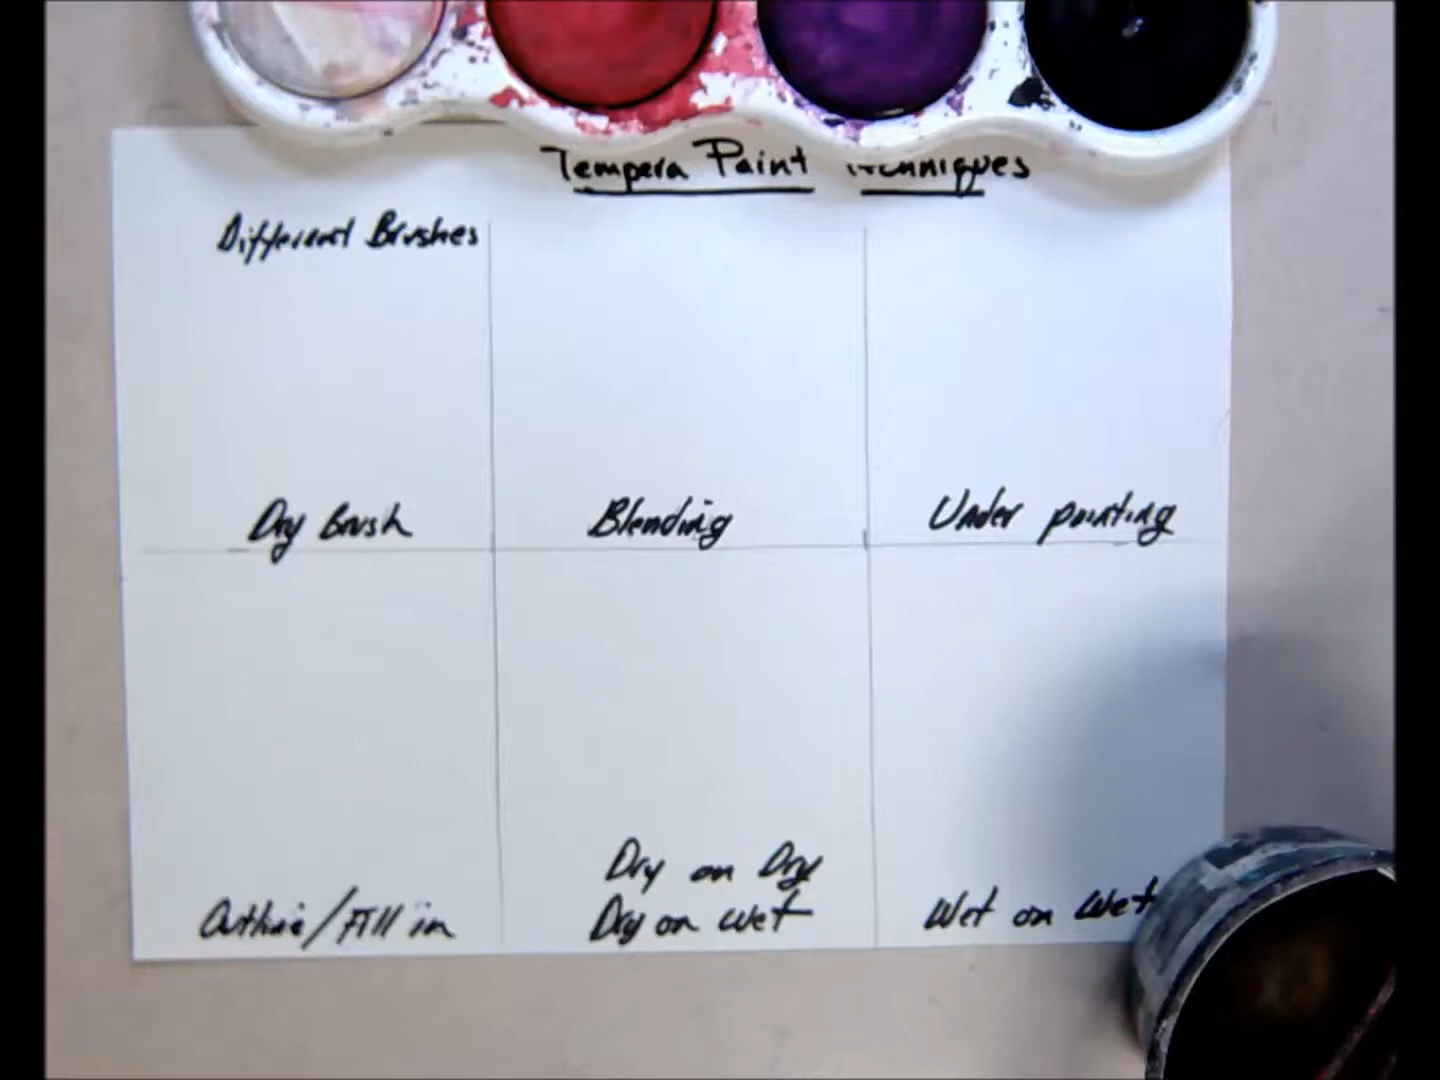 Tempera Paint Techniques
Different Brushes
Dry Brush
Blending
Under painting
Outline/Fill in
Dry on Dry
Dry on wet
Wet on Wet